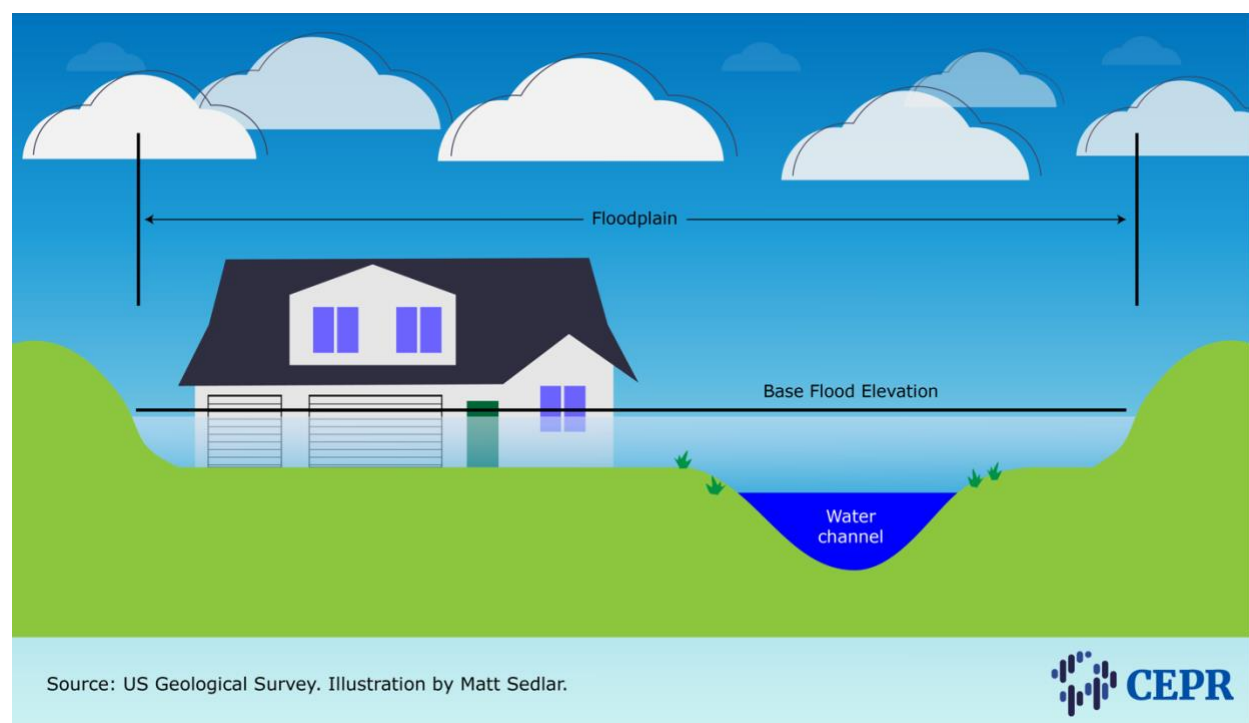 Floodplain
Base Flood Elevation
Water
channel
Source: US Geological Survey. Illustration by Matt Sedlar.
CEPR